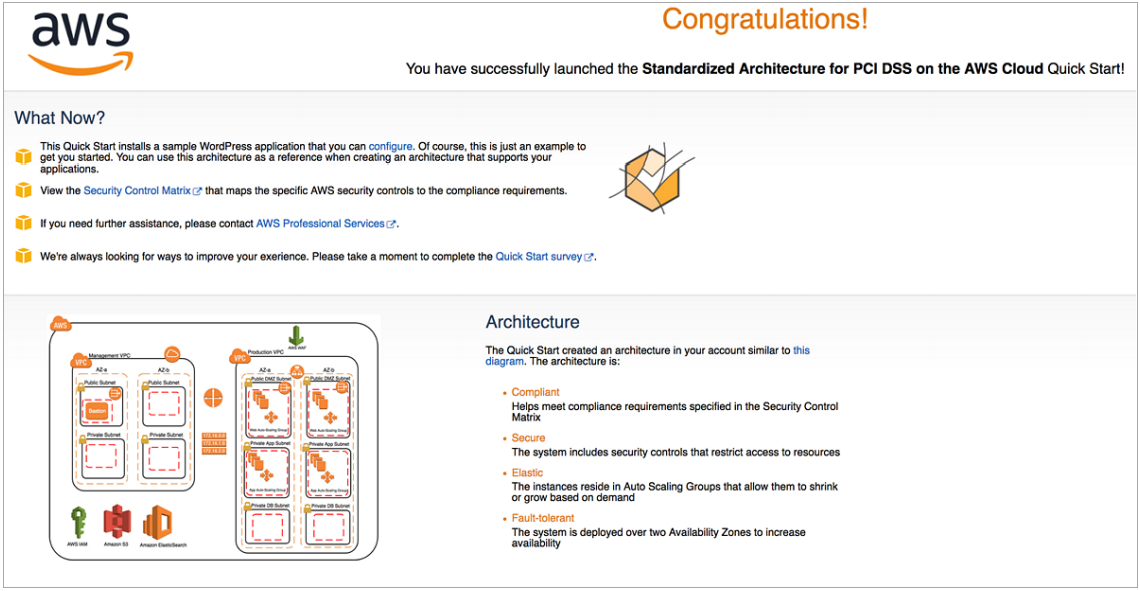 aws
Congratulations!
You have successfully launched the Standardized Architecture for PCI DSS on the AWS Cloud Quick Start!
What Now?
This Quick Start installs a sample WordPress application that you can configure. Of course, this is just an example to
get you started. You can use this architecture as a reference when creating an architecture that supports your
applications.
View the Security Control Matrix that maps the specific AWS security controls to the compliance requirements.
If you need further assistance, please contact AWS Professional Services.
We're always looking for ways to improve your exerience. Please take a moment to complete the Quick Start survey.
AWS
AWS WAF
VPC
Management VPC
VPC
Production VPC
AZ-a
AZ-b
AZ-a
AZ-b
Public Subnet
Public Subnet
Public DMZ Subnet
Public DMZ Subnet
Bastion
Web Auto Scaling Group
Web Auto Scaling Group
Private Subnet
Private Subnet
172.16.0.0
172.16.1.0
172.16.2.0
Private App Subnet
Private App Subnet
App Auto Scaling Group
App Auto Scaling Group
Private DB Subnet
Private DB Subnet
AWS IAM
Amazon S3
Amazon ElasticSearch
Architecture
The Quick Start created an architecture in your account similar to this
diagram. The architecture is:
Compliant
Helps meet compliance requirements specified in the Security Control
Matrix
Secure
The system includes security controls that restrict access to resources
Elastic
The instances reside in Auto Scaling Groups that allow them to shrink
or grow based on demand
Fault-tolerant
The system is deployed over two Availability Zones to increase
availability